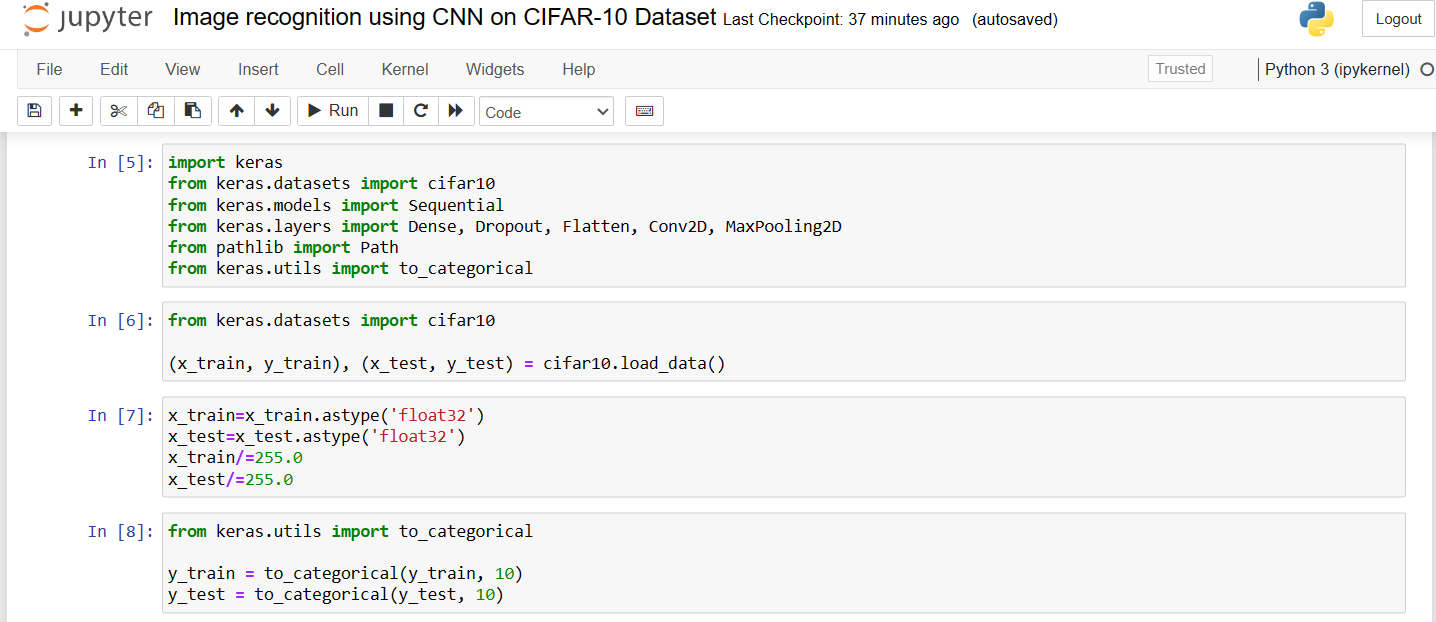 jupyter Image recognition using CNN on CIFAR-10 Dataset Last Checkpoint: 37 minutes ago (autosaved) Logout
File Edit View Insert Cell Kernel Widgets Help Trusted Python 3 (ipykernel)
Run Code
In [5]: import keras
from keras.datasets import cifar10
from keras.models import Sequential
from keras.layers import Dense, Dropout, Flatten, Conv2D, MaxPooling2D
from pathlib import Path
from keras.utils import to_categorical
In [6]: from keras.datasets import cifar10
(x_train, y_train), (x_test, y_test) = cifar10.load_data()
In [7]: x_train=x_train.astype('float32')
x_test=x_test.astype('float32')
x_train/=255.0
x_test/=255.0
In [8]: from keras.utils import to_categorical
y_train = to_categorical(y_train, 10)
y_test = to_categorical(y_test, 10)